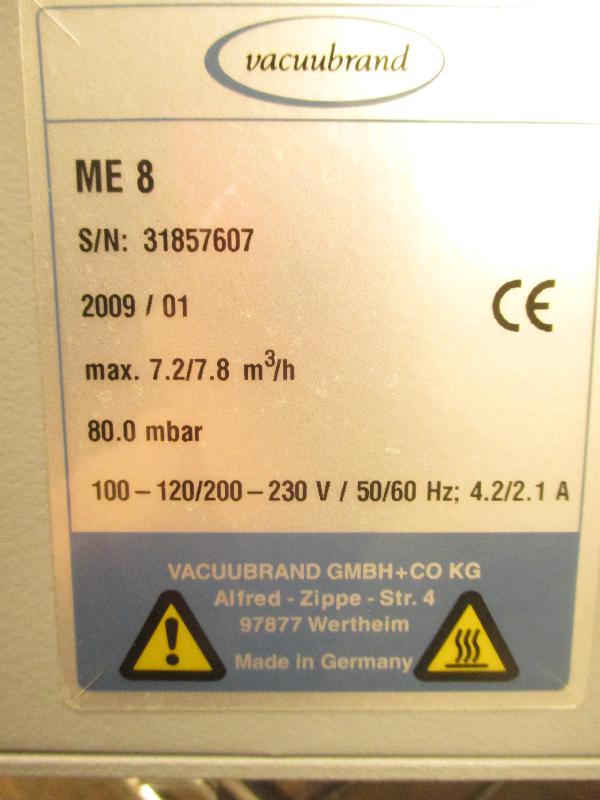 vacuubrand
ME 8
S/N: 31857607
2009 / 01
CE
max. 7.2/7.8 m³/h
80.0 mbar
100 – 120/200 – 230 V / 50/60 Hz; 4.2/2.1 A
VACUUBRAND GMBH+CO KG
Alfred - Zippe - Str. 4
97877 Wertheim
Made in Germany